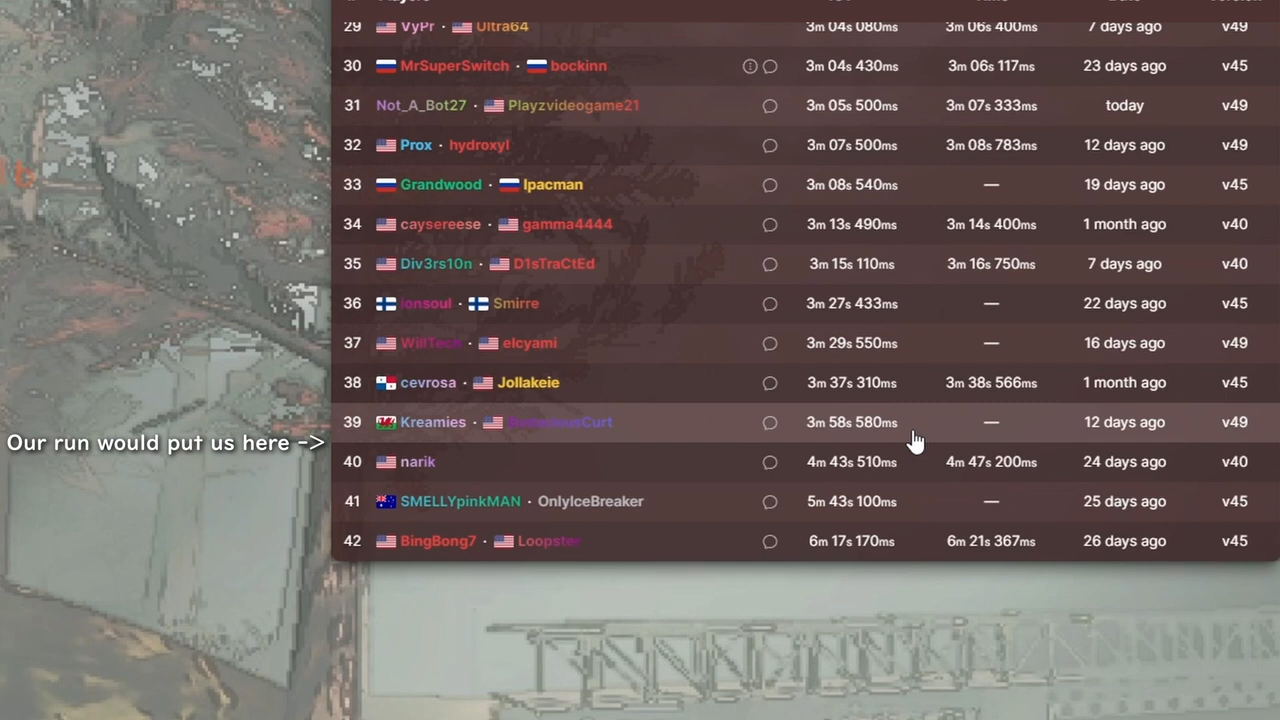 29 VyPr · Ultra64 3m 04s 080ms 3m 06s 400ms 7 days ago v49
30 MrSuperSwitch · bockinn 3m 04s 430ms 3m 06s 117ms 23 days ago v45
31 Not_A_Bot27 · Playzvideogame21 3m 05s 500ms 3m 07s 333ms today v49
32 Prox · hydroxyl 3m 07s 500ms 3m 08s 783ms 12 days ago v49
33 Grandwood · Ipacman 3m 08s 540ms — 19 days ago v45
34 caysereese · gamma4444 3m 13s 490ms 3m 14s 400ms 1 month ago v40
35 Div3rs10n · D1sTraCtEd 3m 15s 110ms 3m 16s 750ms 7 days ago v40
36 ionsoul · Smirre 3m 27s 433ms — 22 days ago v45
37 WillTech · elcyami 3m 29s 550ms — 16 days ago v49
38 cevrosa · Jollakeie 3m 37s 310ms 3m 38s 566ms 1 month ago v45
39 Kreamies · 3m 58s 580ms — 12 days ago v49
Our run would put us here ->
40 narik 4m 43s 510ms 4m 47s 200ms 24 days ago v40
41 SMELLYpinkMAN · OnlyIceBreaker 5m 43s 100ms — 25 days ago v45
42 BingBong7 · Loopster 6m 17s 170ms 6m 21s 367ms 26 days ago v45